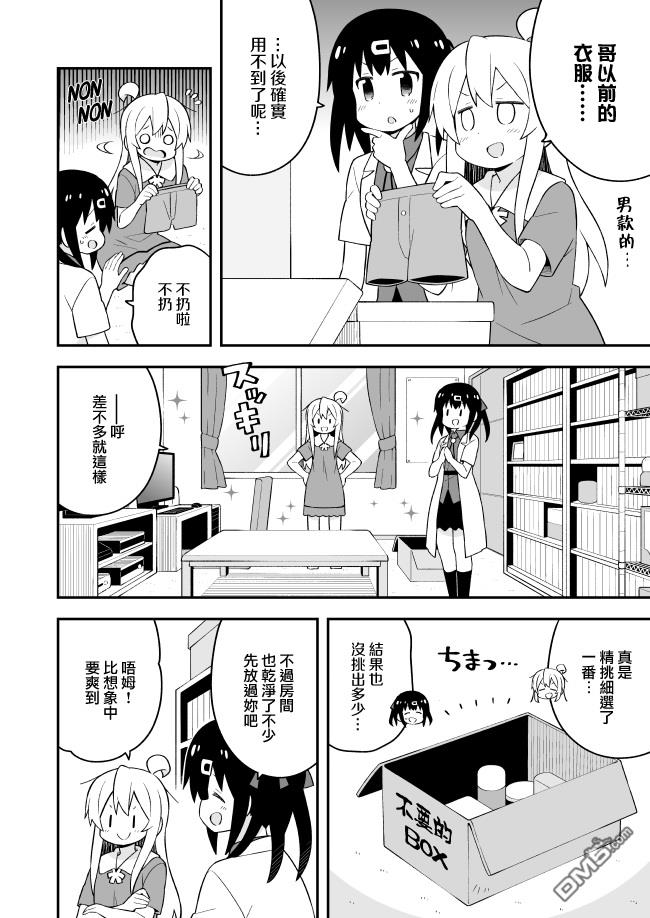 哥以前的
衣服……
男款的…
…以後確實
用不到了呢…
NON
NON
不扔啦
不扔
スッキリ
——呼
差不多就這樣
真是
精挑細選了
一番…
ちまっ…
結果也
沒挑出多少…
不要的
BOX
不過房間
也乾淨了不少
先放過妳吧
唔姆！
比想象中
要爽到
DM5.com